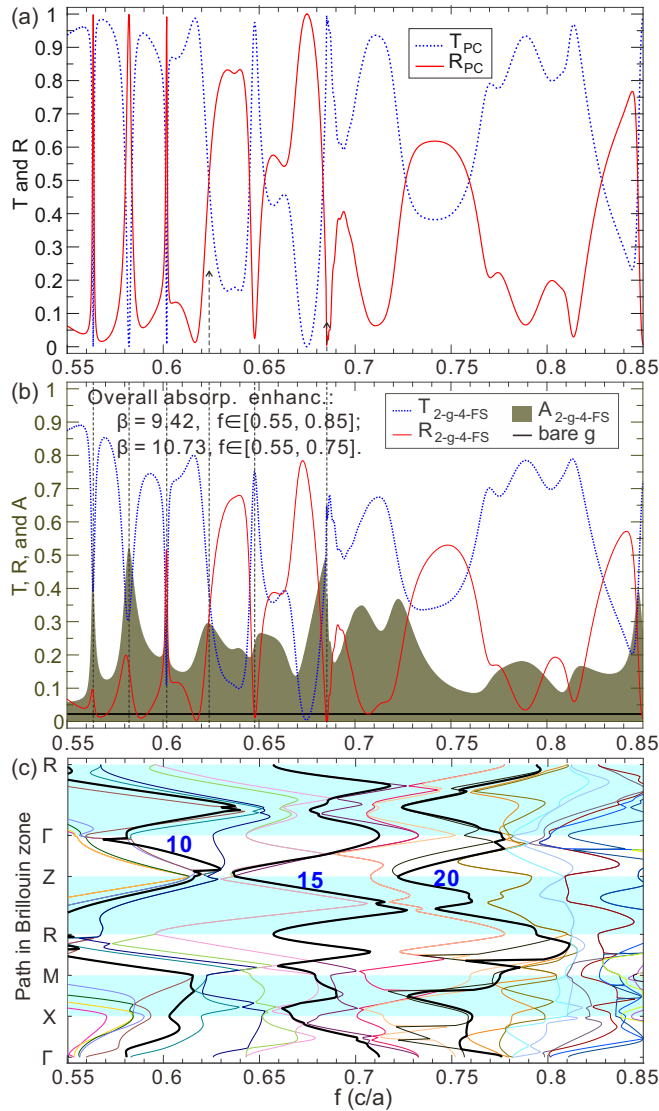 (a)
1
0.9
0.8
0.7
0.6
0.5
0.4
0.3
0.2
0.1
0
T and R
T_PC
R_PC
0.55 0.6 0.65 0.7 0.75 0.8 0.85
(b)
1
0.9
0.8
0.7
0.6
0.5
0.4
0.3
0.2
0.1
0
T, R, and A
Overall absorp. enhanc.:
β = 9.42, f∈[0.55, 0.85];
β = 10.73, f∈[0.55, 0.75].
T_2-g-4-FS
R_2-g-4-FS
A_2-g-4-FS
bare g
0.55 0.6 0.65 0.7 0.75 0.8 0.85
(c)
Path in Brillouin zone
R
Γ
Z
R
M
X
Γ
10
15
20
0.55 0.6 0.65 0.7 0.75 0.8 0.85
f (c/a)